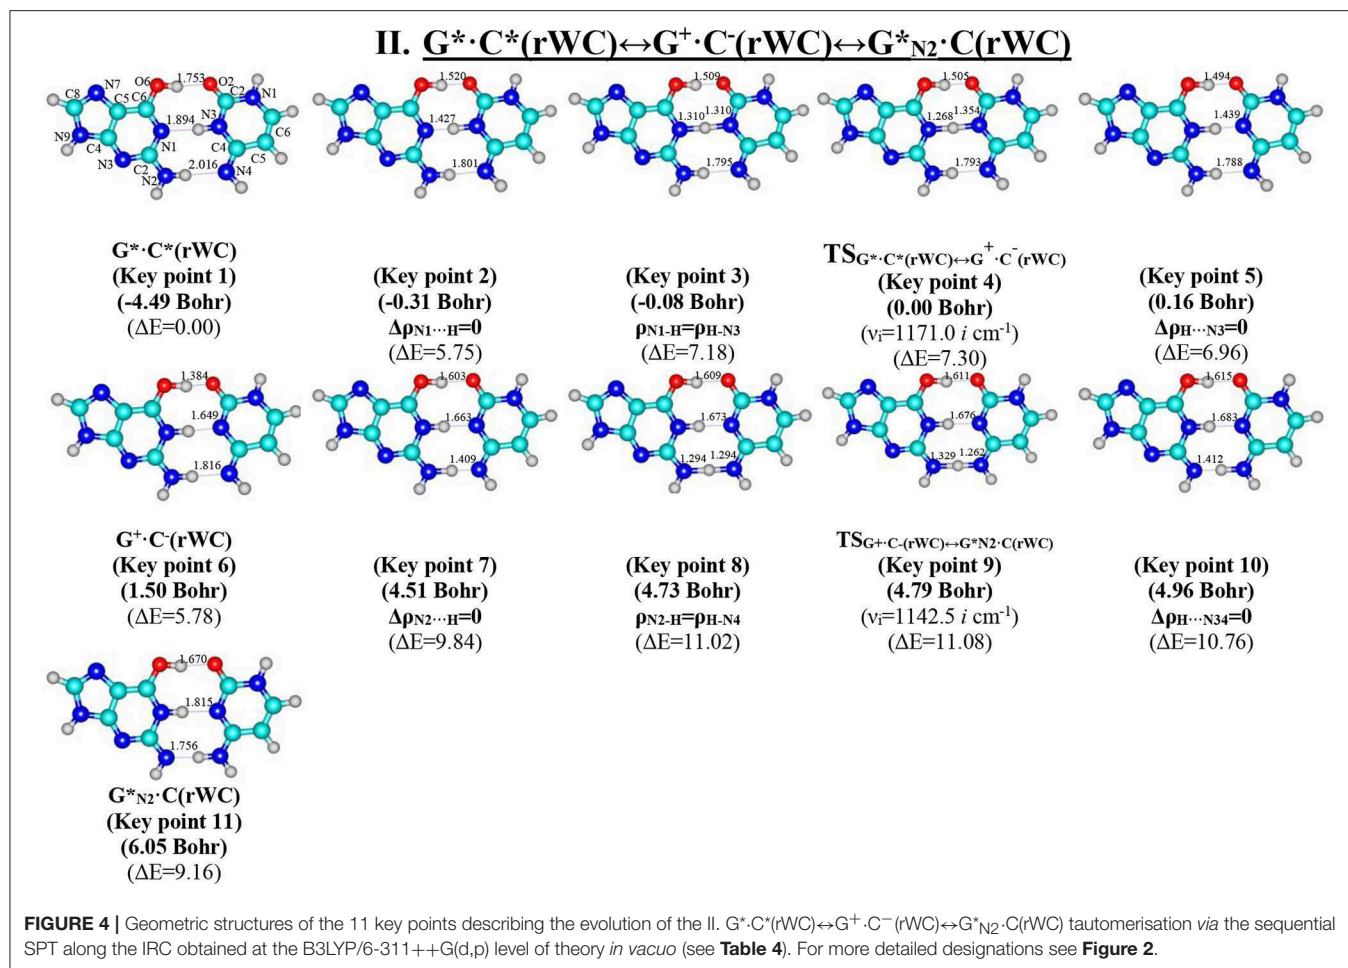 II. G*·C*(rWC)↔G⁺·C⁻(rWC)↔G*N2·C(rWC)
O6 1.753 O2
N7 C2 N1
C8 C5 C6 N3
1.894 C6
N9 C4 N1 C4 C5
N3 C2 2.016 N4
N2
1.520
1.427
1.801
1.509
1.310 1.310
1.795
1.505
1.268 1.354
1.793
1.494
1.439
1.788
G*·C*(rWC)
(Key point 1)
(-4.49 Bohr)
(ΔE=0.00)
(Key point 2)
(-0.31 Bohr)
ΔρN1···H=0
(ΔE=5.75)
(Key point 3)
(-0.08 Bohr)
ρN1-H=ρH-N3
(ΔE=7.18)
TSG*·C*(rWC)↔G⁺·C⁻(rWC)
(Key point 4)
(0.00 Bohr)
(νi=1171.0 i cm⁻¹)
(ΔE=7.30)
(Key point 5)
(0.16 Bohr)
ΔρH···N3=0
(ΔE=6.96)
1.384
1.649
1.816
1.603
1.663
1.409
1.609
1.673
1.294 1.294
1.611
1.676
1.329 1.262
1.615
1.683
1.412
G⁺·C⁻(rWC)
(Key point 6)
(1.50 Bohr)
(ΔE=5.78)
(Key point 7)
(4.51 Bohr)
ΔρN2···H=0
(ΔE=9.84)
(Key point 8)
(4.73 Bohr)
ρN2-H=ρH-N4
(ΔE=11.02)
TSG+·C-(rWC)↔G*N2·C(rWC)
(Key point 9)
(4.79 Bohr)
(νi=1142.5 i cm⁻¹)
(ΔE=11.08)
(Key point 10)
(4.96 Bohr)
ΔρH···N34=0
(ΔE=10.76)
1.670
1.815
1.756
G*N2·C(rWC)
(Key point 11)
(6.05 Bohr)
(ΔE=9.16)
FIGURE 4 | Geometric structures of the 11 key points describing the evolution of the II. G*·C*(rWC)↔G⁺·C⁻(rWC)↔G*N2·C(rWC) tautomerisation via the sequential
SPT along the IRC obtained at the B3LYP/6-311++G(d,p) level of theory in vacuo (see Table 4). For more detailed designations see Figure 2.